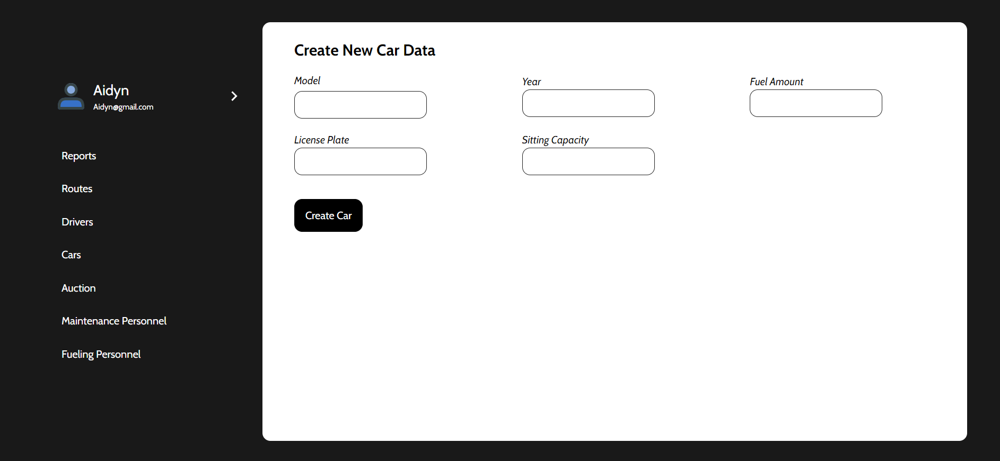 Aidyn
Aidyn@gmail.com
Reports
Routes
Drivers
Cars
Auction
Maintenance Personnel
Fueling Personnel
Create New Car Data
Model
Year
Fuel Amount
License Plate
Sitting Capacity
Create Car